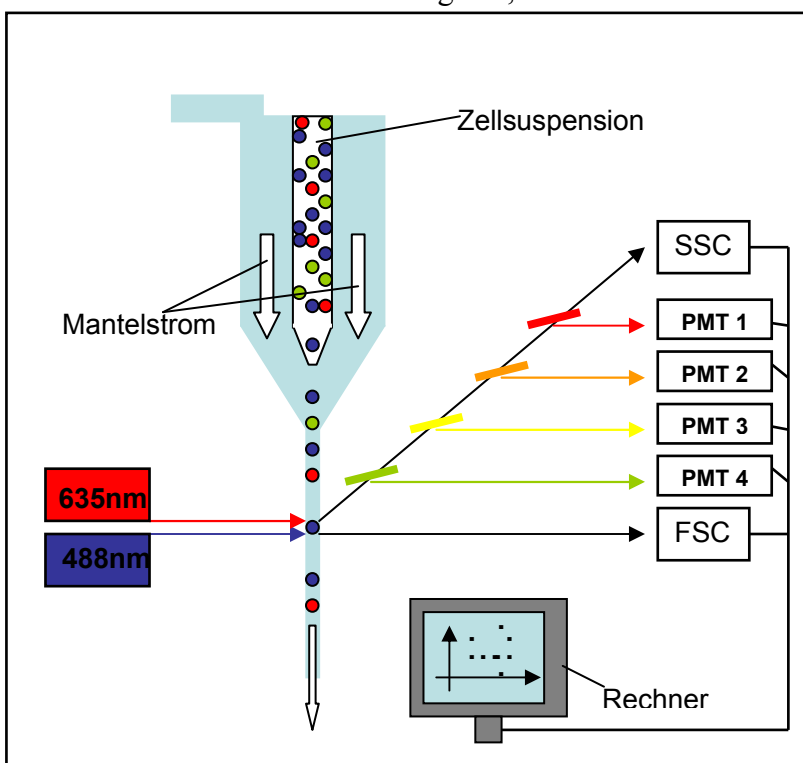 Zellsuspension
SSC
PMT 1
Mantelstrom
PMT 2
PMT 3
PMT 4
635nm
FSC
488nm
Rechner